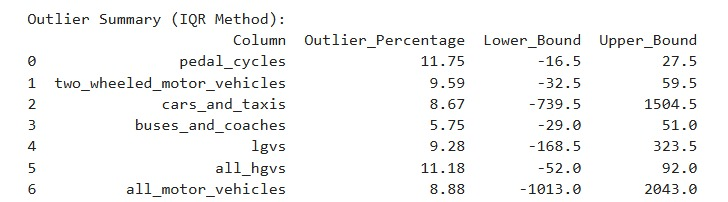 Outlier Summary (IQR Method):
Column Outlier_Percentage Lower_Bound Upper_Bound
0 pedal_cycles 11.75 -16.5 27.5
1 two_wheeled_motor_vehicles 9.59 -32.5 59.5
2 cars_and_taxis 8.67 -739.5 1504.5
3 buses_and_coaches 5.75 -29.0 51.0
4 lgvs 9.28 -168.5 323.5
5 all_hgvs 11.18 -52.0 92.0
6 all_motor_vehicles 8.88 -1013.0 2043.0